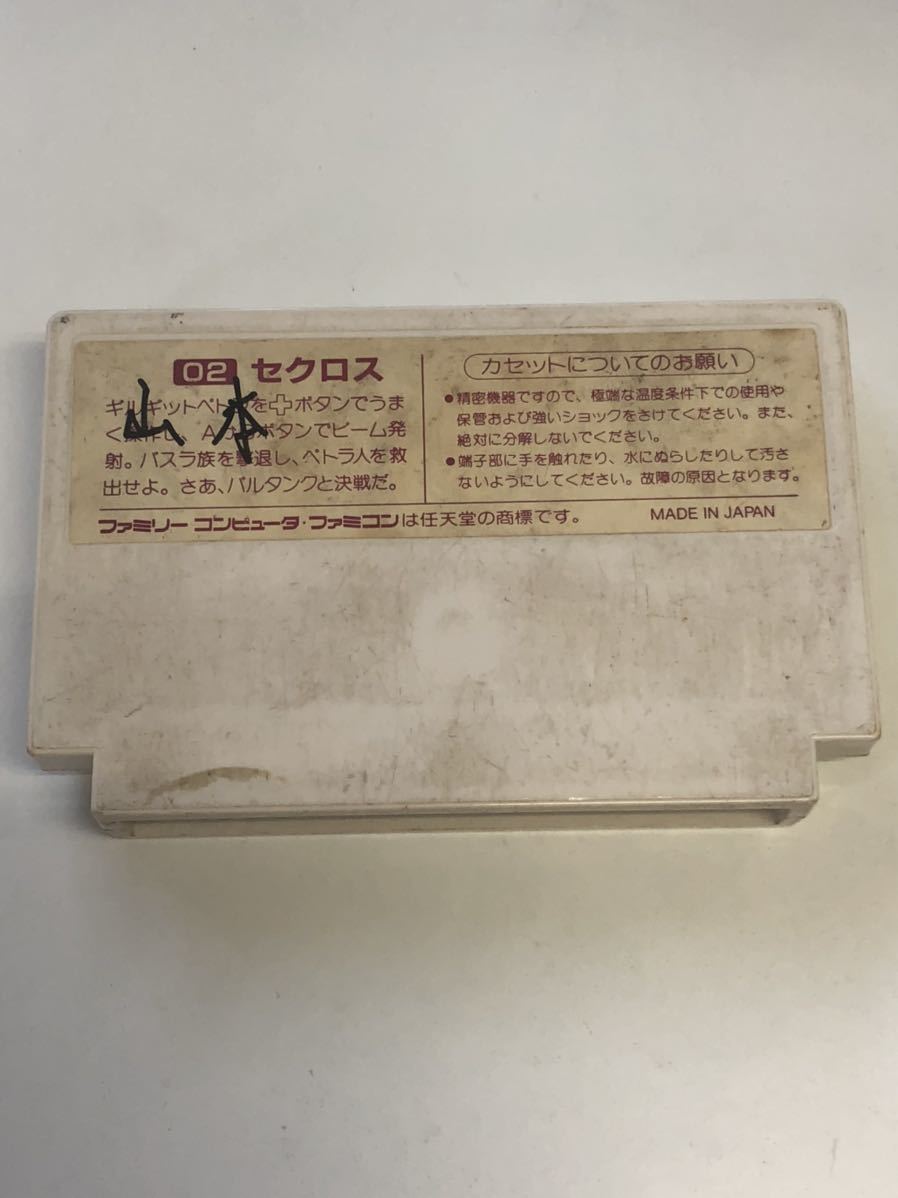 02 セクロス
山本
ギルギットペトをボタンでうま
く、Aボタンでビーム発
射。バスラ族を撃退し、ペトラ人を救
出せよ。さあ、バルタンクと決戦だ。
カセットについてのお願い
●精密機器ですので、極端な温度条件下での使用や
保管および強いショックをさけてください。また、
絶対に分解しないでください。
●端子部に手を触れたり、水にぬらしたりして汚さ
ないようにしてください。故障の原因となります。
ファミリー コンピュータ・ファミコンは任天堂の商標です。
MADE IN JAPAN